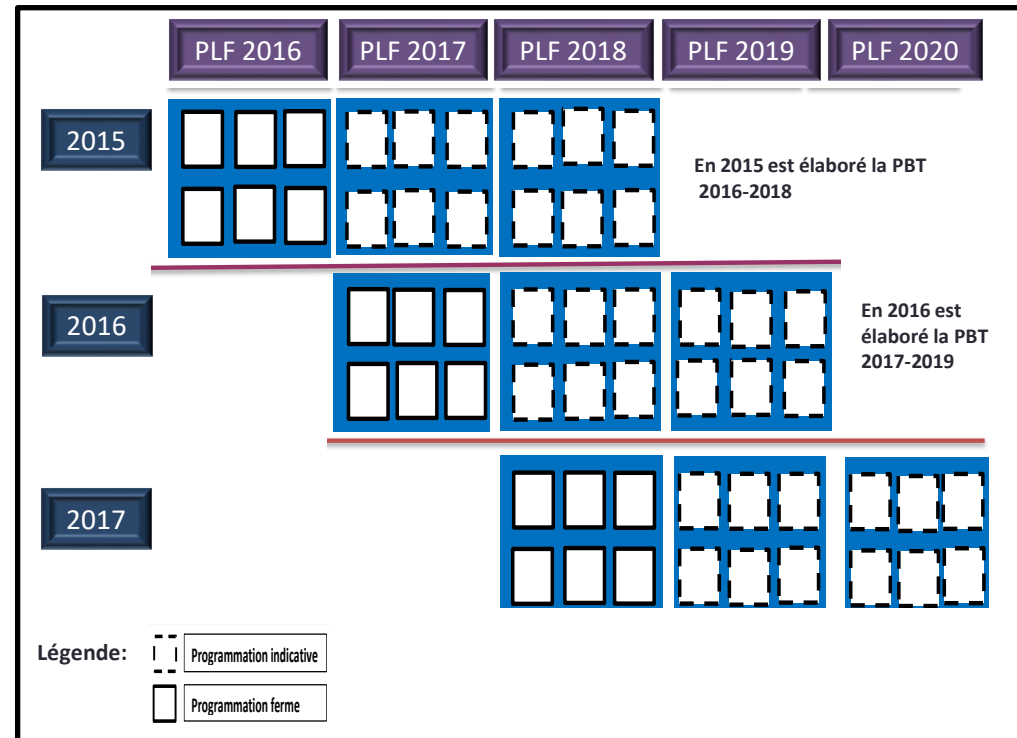 PLF 2016
PLF 2017
PLF 2018
PLF 2019
PLF 2020
2015
En 2015 est élaboré la PBT
2016-2018
2016
En 2016 est
élaboré la PBT
2017-2019
2017
Légende:
Programmation indicative
Programmation ferme